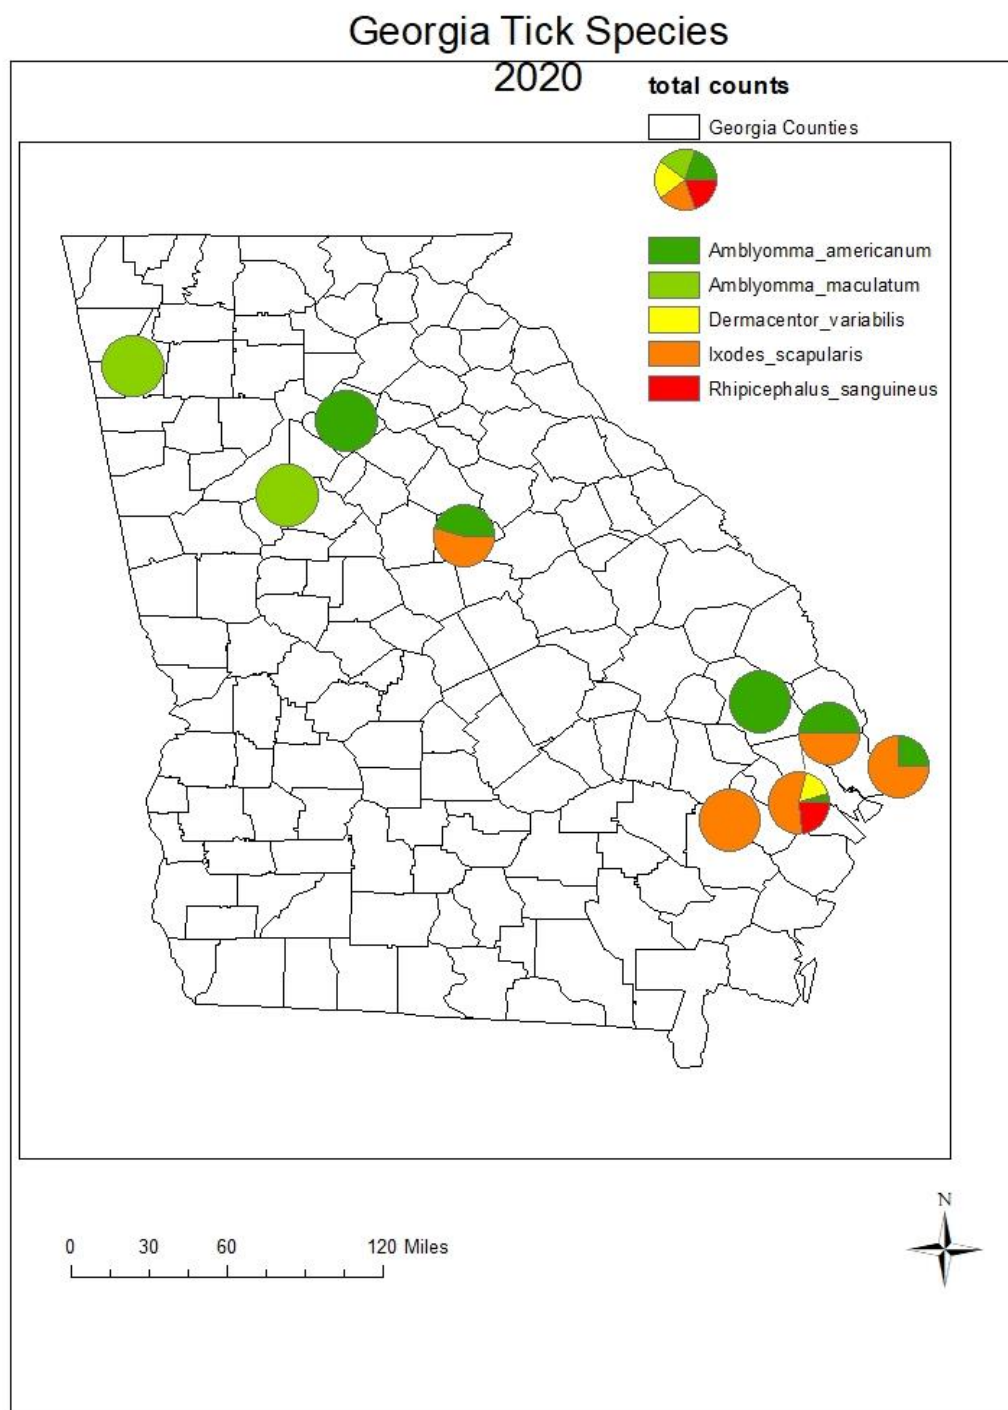 Georgia Tick Species
2020
total counts
Georgia Counties
Amblyomma_americanum
Amblyomma_maculatum
Dermacentor_variabilis
Ixodes_scapularis
Rhipicephalus_sanguineus
0 30 60 120 Miles
N